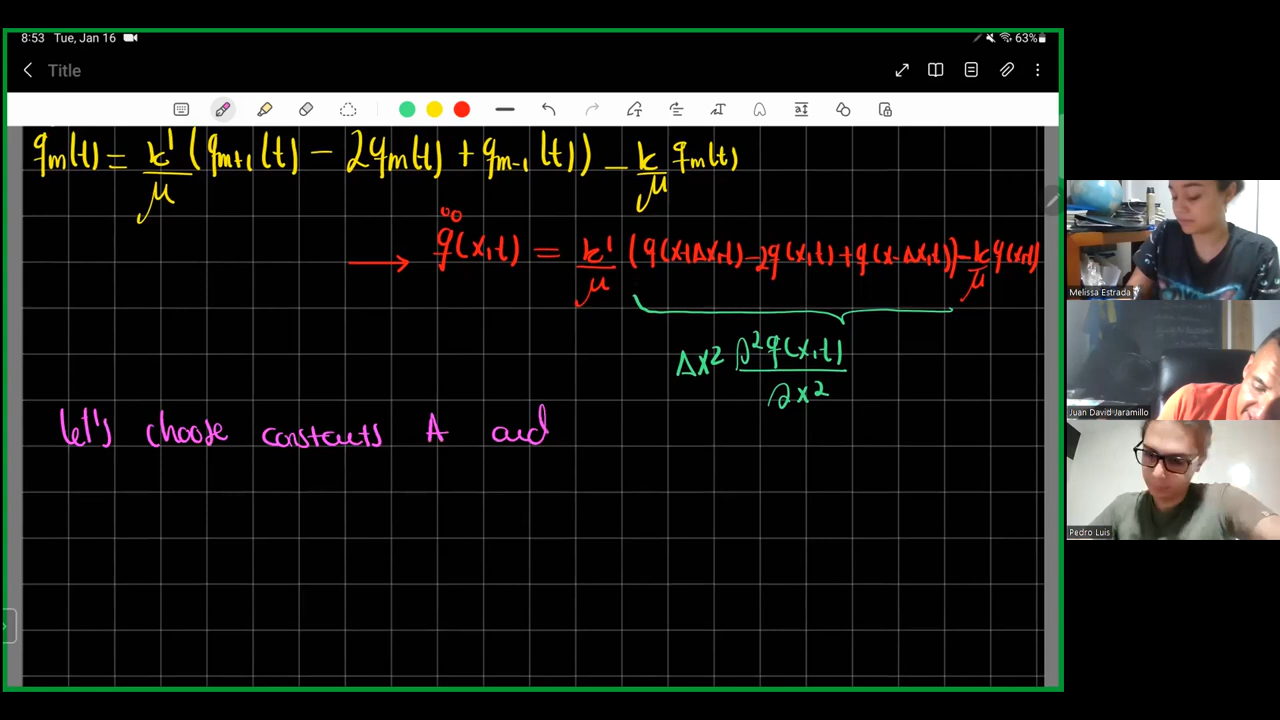 8:53 Tue, Jan 16 63%
Title
qm(t) = k'/μ (qm+1(t) − 2qm(t) + qm−1(t)) − k/μ qm(t)
→ q̈(x,t) = k'/μ (q(x+Δx,t) − 2q(x,t) + q(x−Δx,t)) − k/μ q(x,t)
Δx² ∂²q(x,t)/∂x²
let's choose constants A and
Melissa Estrada
Juan David Jaramillo
Pedro Luis